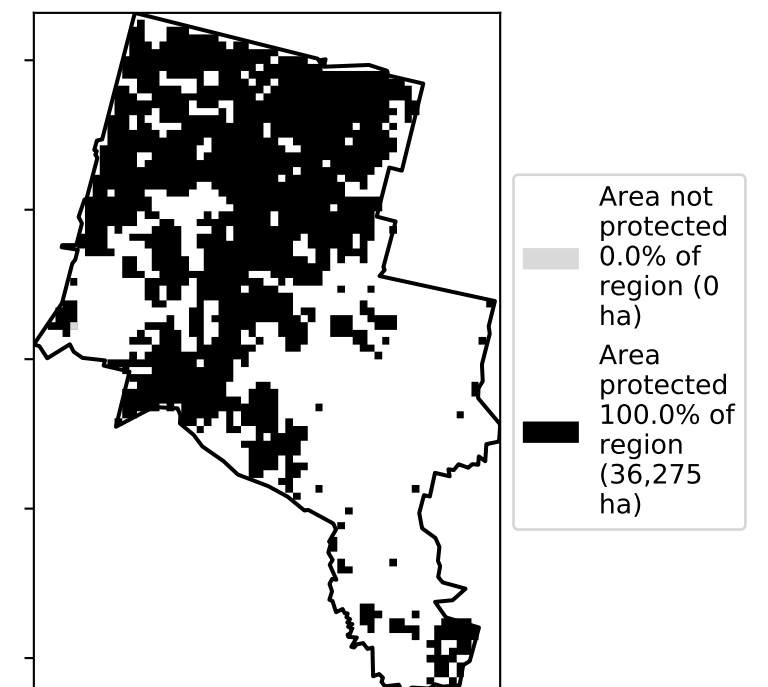 Area not
protected
0.0% of
region (0
ha)
Area
protected
100.0% of
region
(36,275
ha)